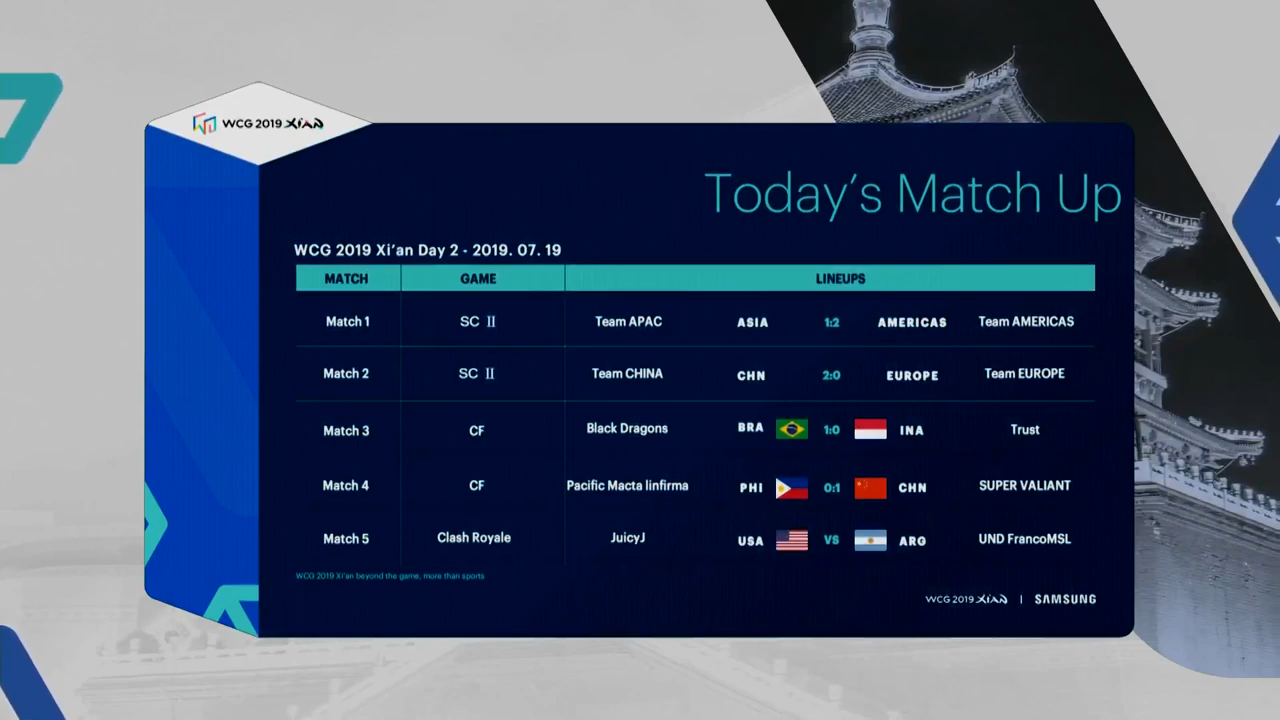 WCG 2019 XI'AN
Today's Match Up
WCG 2019 Xi'an Day 2 - 2019. 07. 19
MATCH GAME LINEUPS
Match 1 SC II Team APAC ASIA 1:2 AMERICAS Team AMERICAS
Match 2 SC II Team CHINA CHN 2:0 EUROPE Team EUROPE
Match 3 CF Black Dragons BRA 1:0 INA Trust
Match 4 CF Pacific Macta linfirma PHI 0:1 CHN SUPER VALIANT
Match 5 Clash Royale JuicyJ USA VS ARG UND FrancoMSL
WCG 2019 Xi'an beyond the game, more than sports
WCG 2019 XI'AN | SAMSUNG